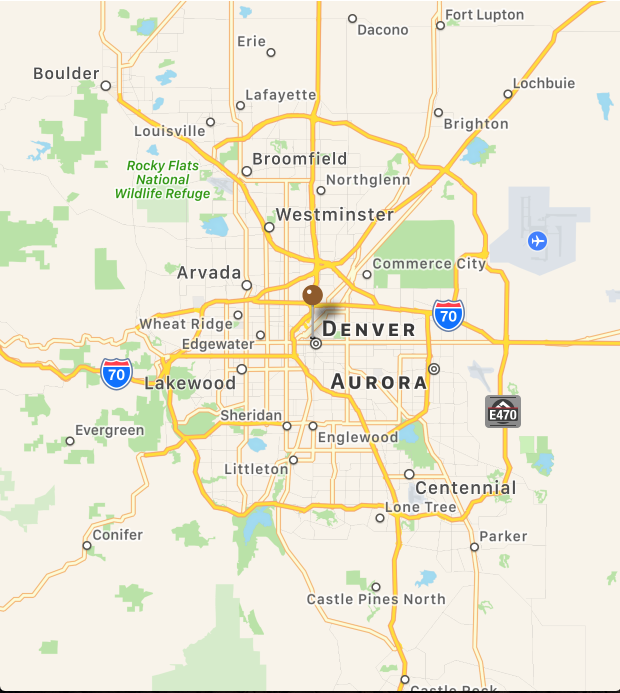 Fort Lupton
Dacono
Erie
Boulder
Lochbuie
Lafayette
Brighton
Louisville
Broomfield
Rocky Flats
National
Wildlife Refuge
Northglenn
Westminster
Commerce City
Arvada
70
Wheat Ridge
DENVER
Edgewater
70
Lakewood
AURORA
E470
Sheridan
Evergreen
Englewood
Littleton
Centennial
Lone Tree
Conifer
Parker
Castle Pines North
Castle Rock